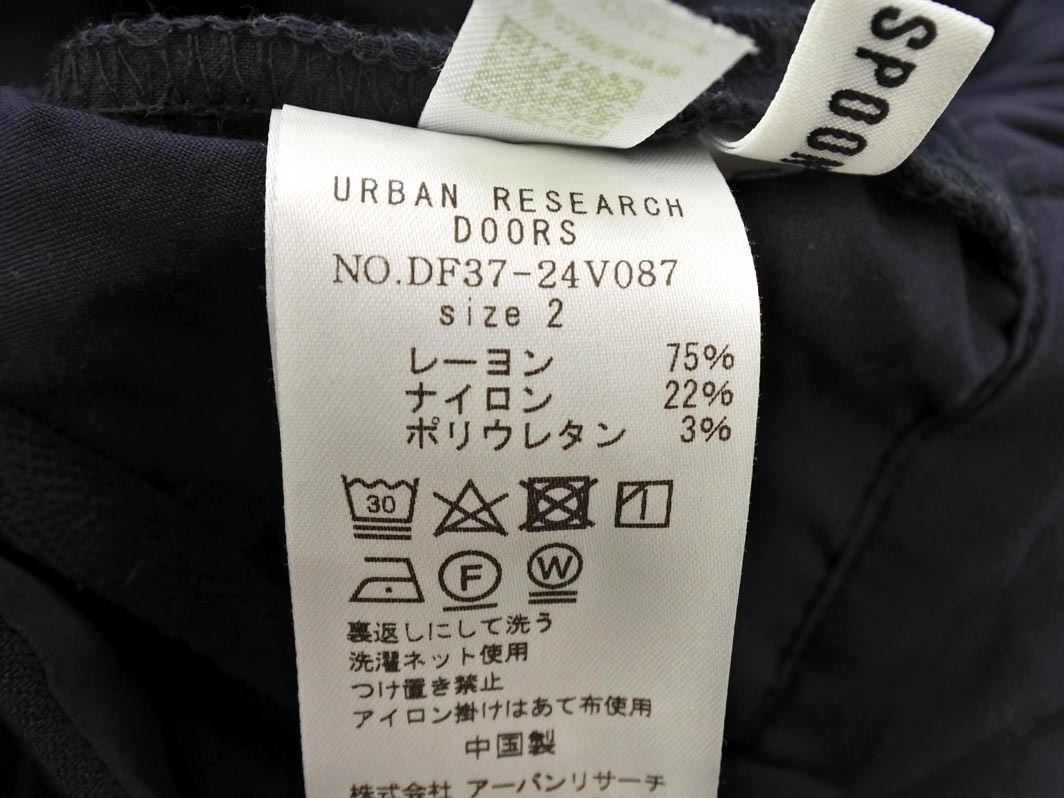 SPOON
URBAN RESEARCH
DOORS
NO.DF37-24V087
size 2
レーヨン 75%
ナイロン 22%
ポリウレタン 3%
30
F
W
裏返しにして洗う
洗濯ネット使用
つけ置き禁止
アイロン掛けはあて布使用
中国製
株式会社 アーバンリサーチ